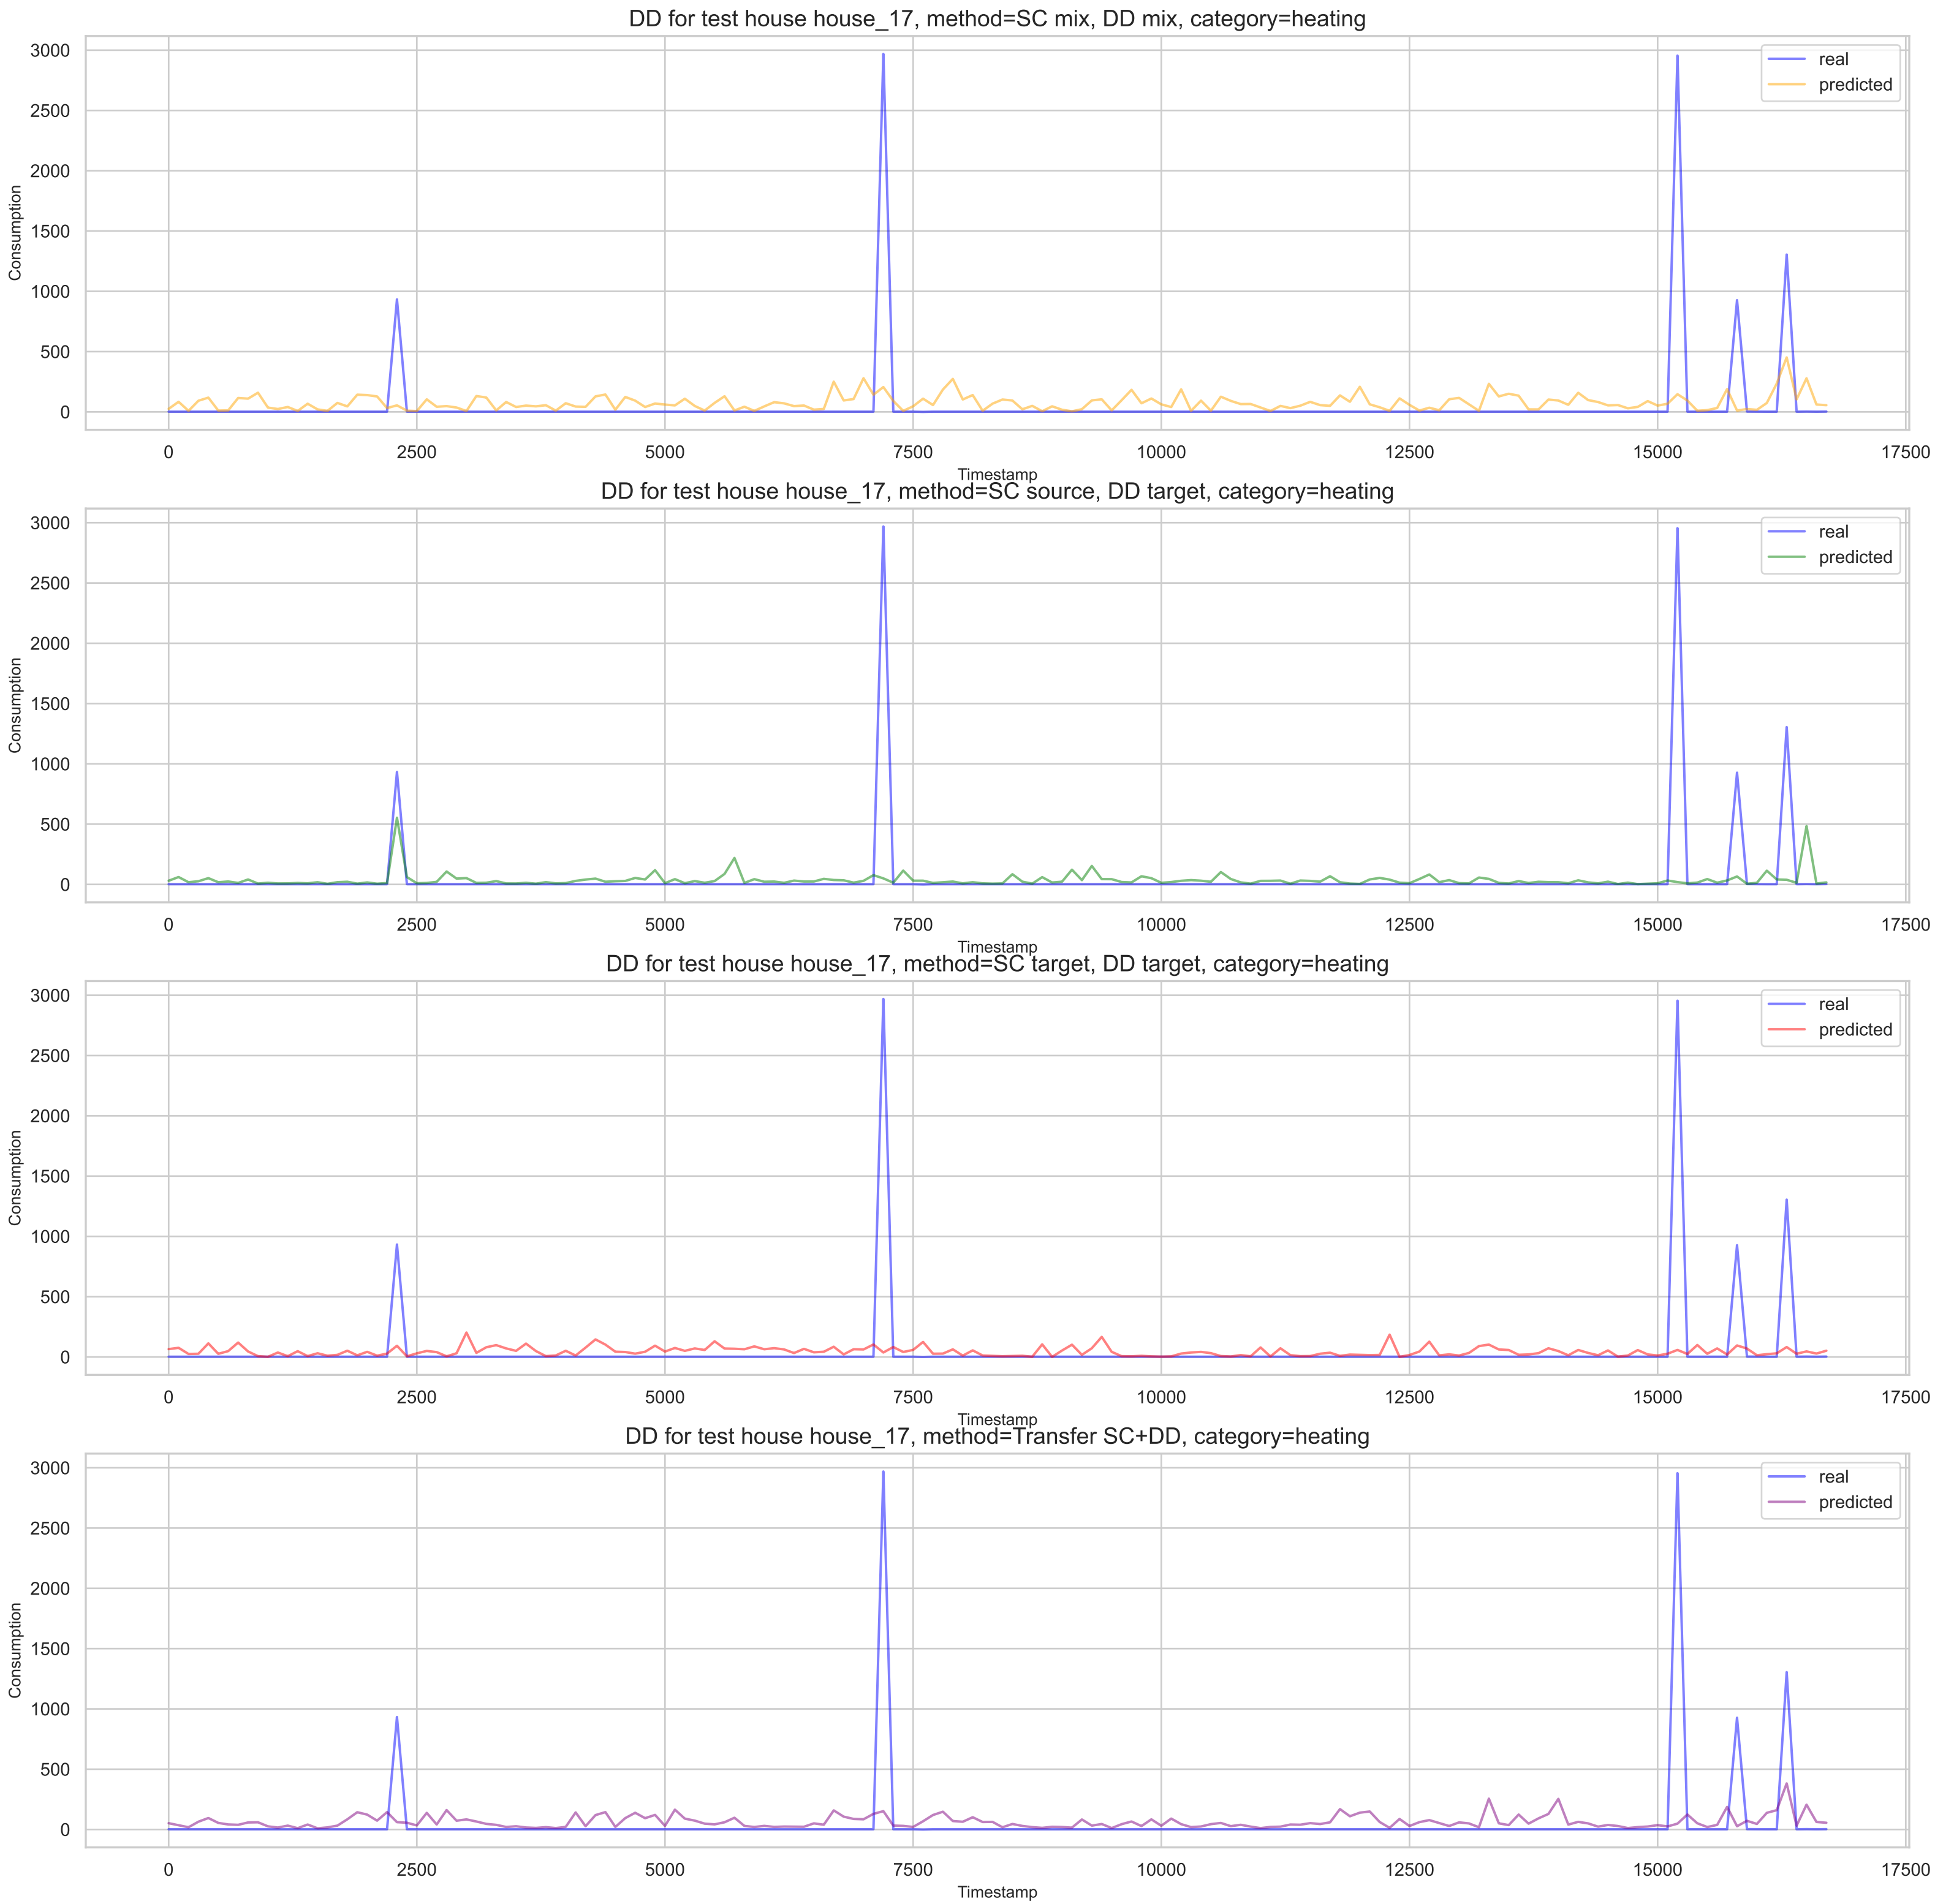 DD for test house house_17, method=SC mix, DD mix, category=heating
3000
2500
2000
1500
1000
500
0
Consumption
real
predicted
0 2500 5000 7500 10000 12500 15000 17500
Timestamp
DD for test house house_17, method=SC source, DD target, category=heating
3000
2500
2000
1500
1000
500
0
Consumption
real
predicted
0 2500 5000 7500 10000 12500 15000 17500
Timestamp
DD for test house house_17, method=SC target, DD target, category=heating
3000
2500
2000
1500
1000
500
0
Consumption
real
predicted
0 2500 5000 7500 10000 12500 15000 17500
Timestamp
DD for test house house_17, method=Transfer SC+DD, category=heating
3000
2500
2000
1500
1000
500
0
Consumption
real
predicted
0 2500 5000 7500 10000 12500 15000 17500
Timestamp